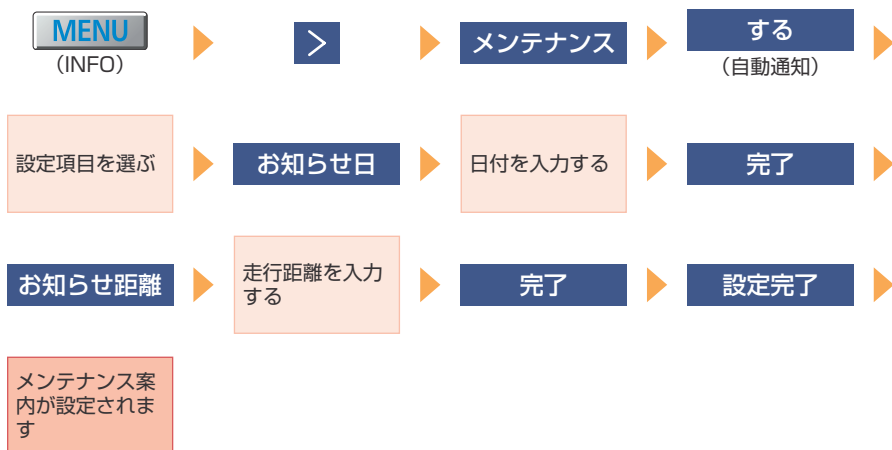 MENU
(INFO)
>
メンテナンス
する
(自動通知)
設定項目を選ぶ
お知らせ日
日付を入力する
完了
お知らせ距離
走行距離を入力
する
完了
設定完了
メンテナンス案
内が設定されま
す